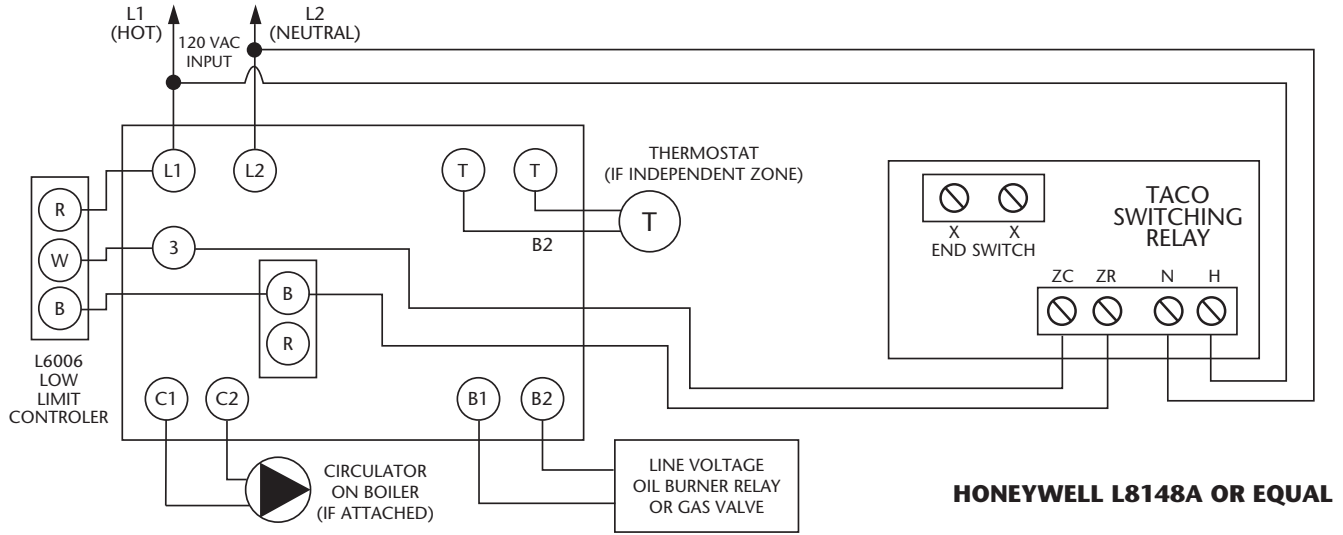 L1
(HOT)
120 VAC
INPUT
L2
(NEUTRAL)
L1
L2
T
T
THERMOSTAT
(IF INDEPENDENT ZONE)
T
B2
R
W
B
L6006
LOW
LIMIT
CONTROLER
3
B
R
C1
C2
B1
B2
CIRCULATOR
ON BOILER
(IF ATTACHED)
LINE VOLTAGE
OIL BURNER RELAY
OR GAS VALVE
X X
END SWITCH
TACO
SWITCHING
RELAY
ZC ZR N H
HONEYWELL L8148A OR EQUAL